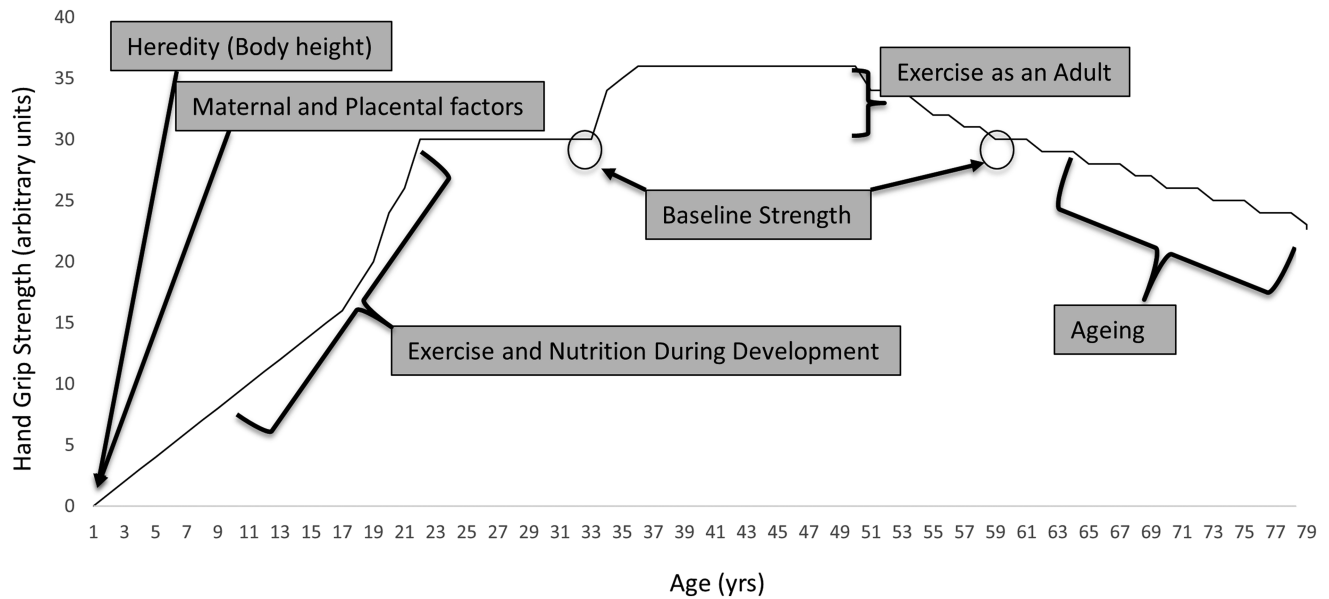 Hand Grip Strength (arbitrary units)
40
35
30
25
20
15
10
5
0
Heredity (Body height)
Maternal and Placental factors
Exercise as an Adult
Baseline Strength
Exercise and Nutrition During Development
Ageing
1 3 5 7 9 11 13 15 17 19 21 23 25 27 29 31 33 35 37 39 41 43 45 47 49 51 53 55 57 59 61 63 65 67 69 71 73 75 77 79
Age (yrs)